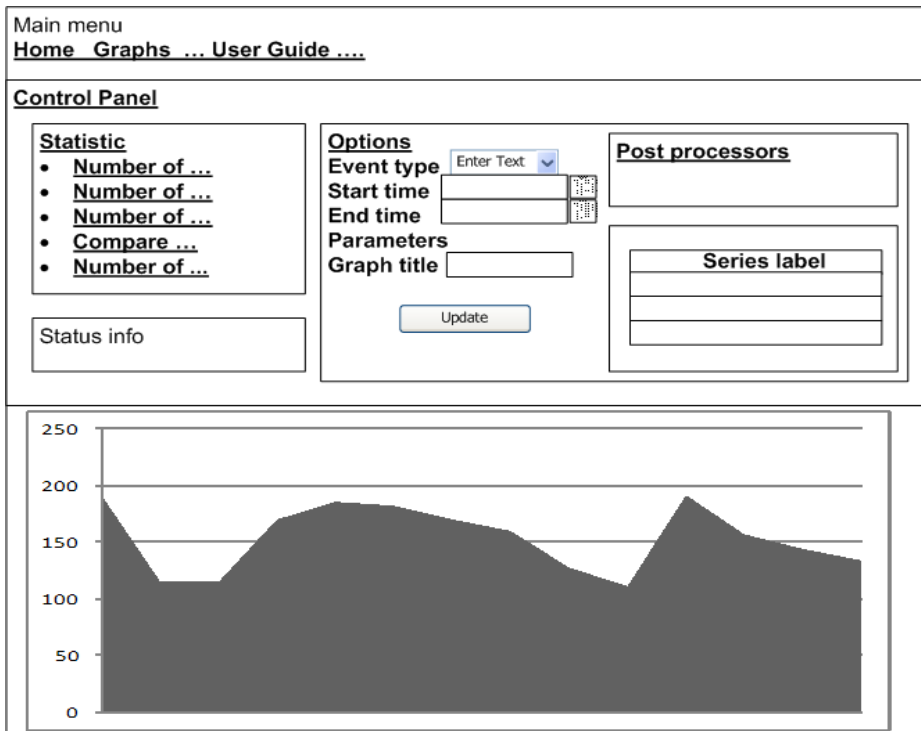 Main menu
Home Graphs ... User Guide ....
Control Panel
Statistic
• Number of ...
• Number of ...
• Number of ...
• Compare ...
• Number of ...
Status info
Options
Event type Enter Text
Start time
End time
Parameters
Graph title
Update
Post processors
Series label
250
200
150
100
50
0